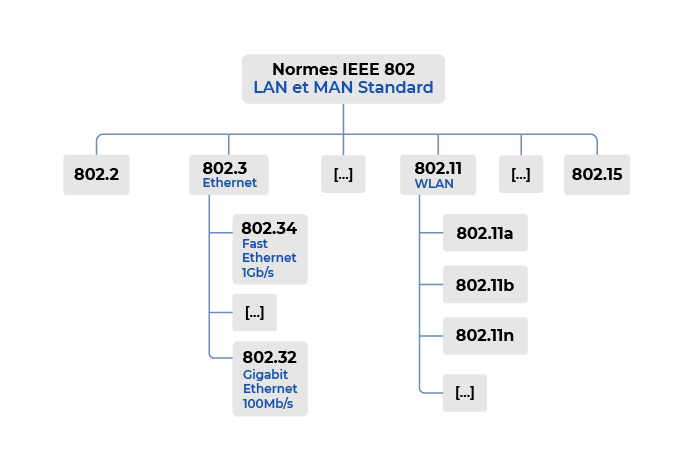 Normes IEEE 802
LAN et MAN Standard
802.2
802.3
Ethernet
[...]
802.11
WLAN
[...]
802.15
802.34
Fast
Ethernet
1Gb/s
[...]
802.32
Gigabit
Ethernet
100Mb/s
802.11a
802.11b
802.11n
[...]